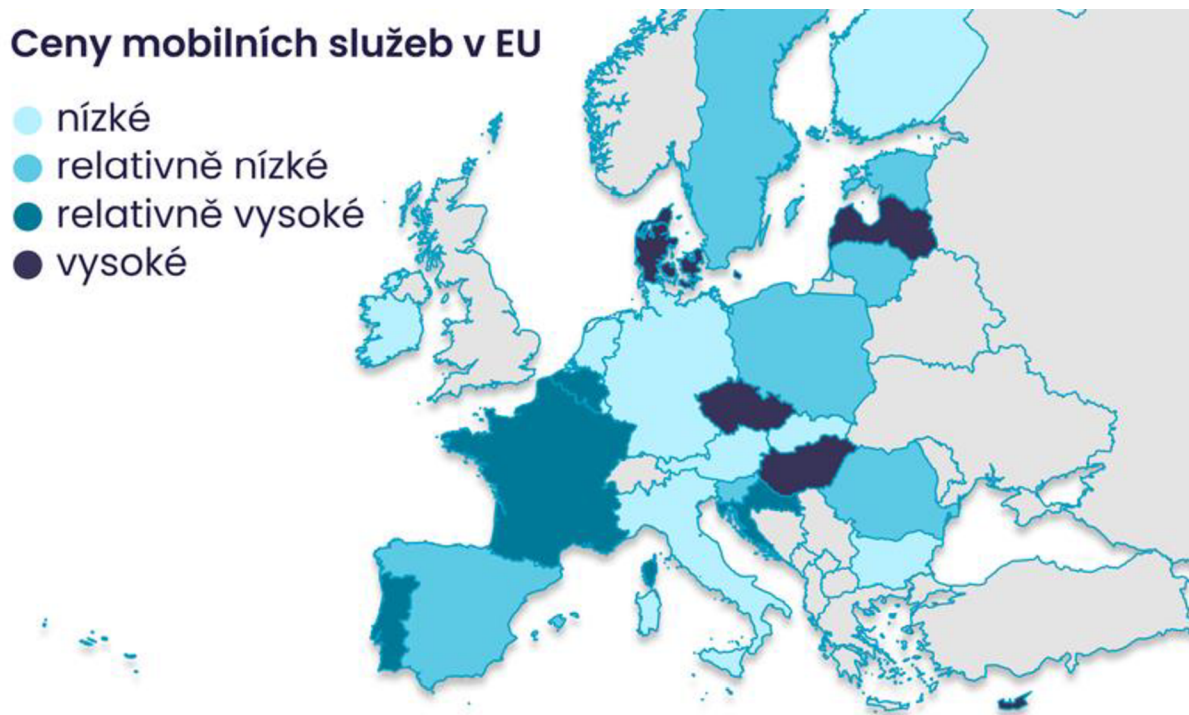 Ceny mobilních služeb v EU
nízké
relativně nízké
relativně vysoké
vysoké